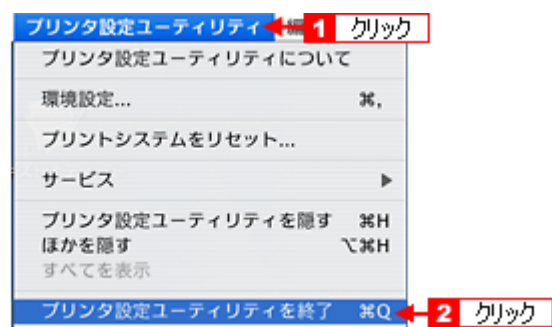 プリンタ設定ユーティリティ 1 クリック
プリンタ設定ユーティリティについて
環境設定... ⌘,
プリントシステムをリセット...
サービス ▶
プリンタ設定ユーティリティを隠す ⌘H
ほかを隠す ⌥⌘H
すべてを表示
プリンタ設定ユーティリティを終了 ⌘Q 2 クリック